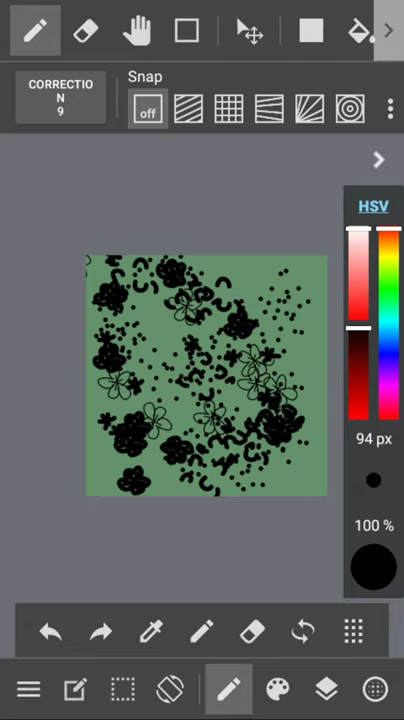 CORRECTIO
N
9
Snap
off
HSV
94 px
100 %